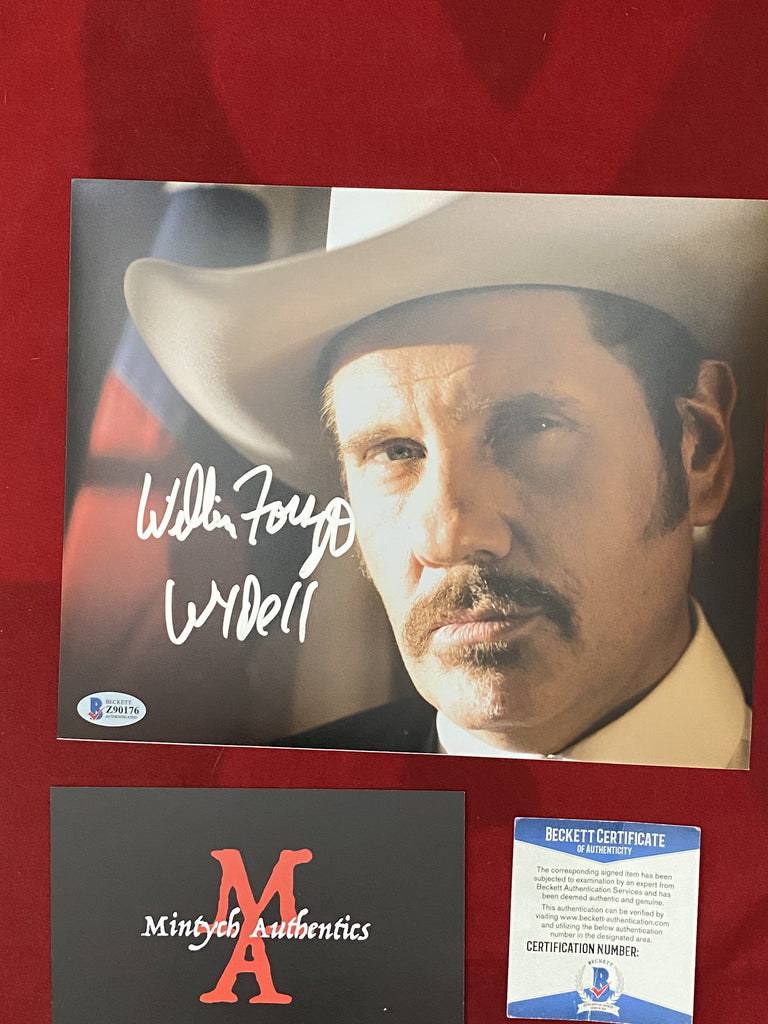 William Forsythe
Wydell
BECKETT
Z90176
AUTHENTICATED
MA
Mintych Authentics
BECKETT CERTIFICATE
OF AUTHENTICITY
The corresponding signed item has been
subjected to examination by an expert from
Beckett Authentication Services and has
been deemed authentic and genuine.
This authentication can be verified by
visiting www.beckett-authentication.com
and utilizing the below authentication
number in the designated area.
CERTIFICATION NUMBER:
BECKETT
B